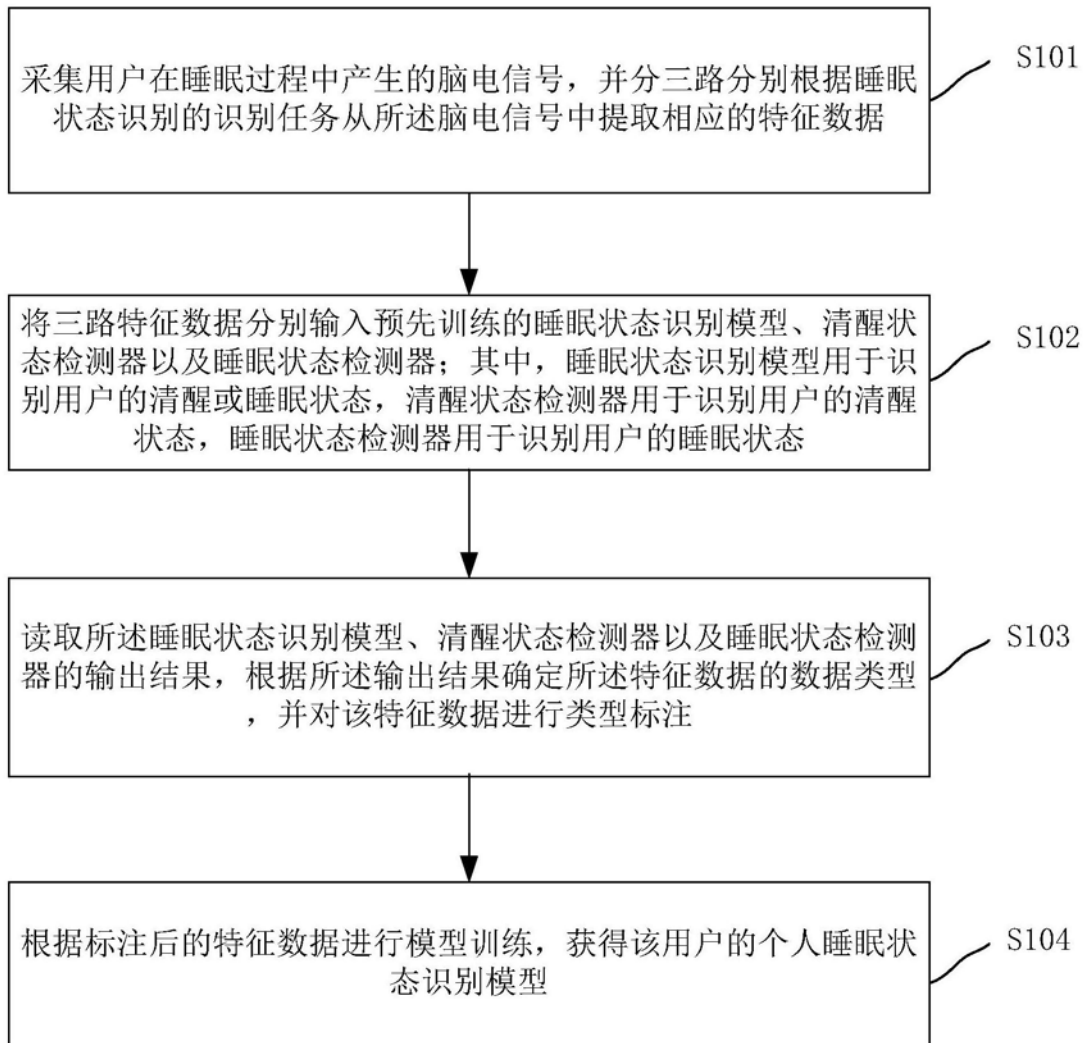 采集用户在睡眠过程中产生的脑电信号，并分三路分别根据睡眠
状态识别的识别任务从所述脑电信号中提取相应的特征数据
S101
将三路特征数据分别输入预先训练的睡眠状态识别模型、清醒状
态检测器以及睡眠状态检测器；其中，睡眠状态识别模型用于识
别用户的清醒或睡眠状态，清醒状态检测器用于识别用户的清醒
状态，睡眠状态检测器用于识别用户的睡眠状态
S102
读取所述睡眠状态识别模型、清醒状态检测器以及睡眠状态检测
器的输出结果，根据所述输出结果确定所述特征数据的数据类型
，并对该特征数据进行类型标注
S103
根据标注后的特征数据进行模型训练，获得该用户的个人睡眠状
态识别模型
S104